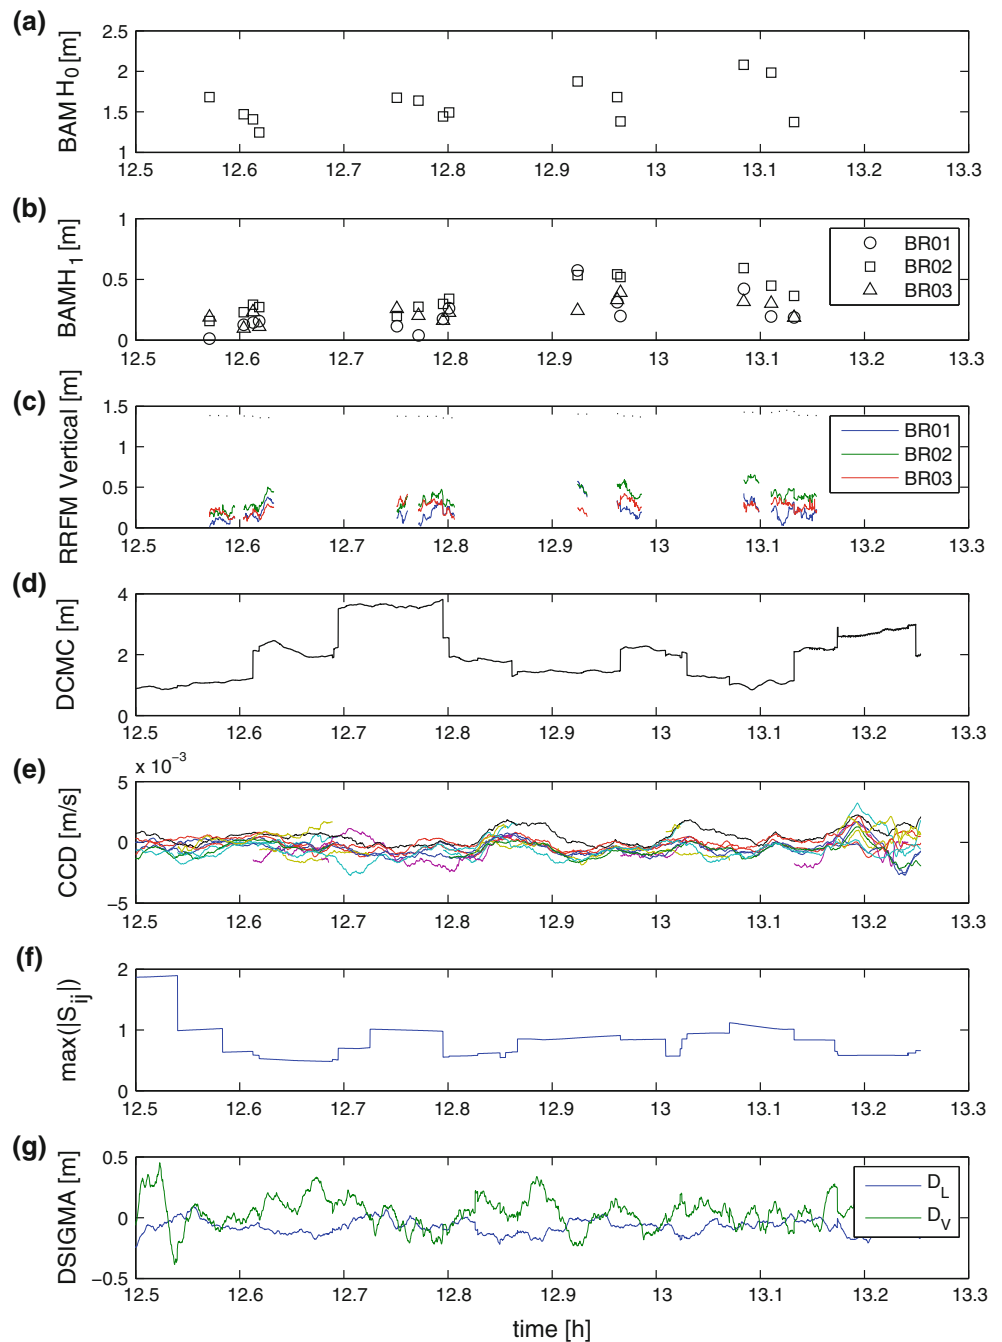 (a)
BAM H0 [m]
2.5
2
1.5
1
12.5 12.6 12.7 12.8 12.9 13 13.1 13.2 13.3
(b)
BAMH1 [m]
1
0.5
0
BR01
BR02
BR03
12.5 12.6 12.7 12.8 12.9 13 13.1 13.2 13.3
(c)
RRFM Vertical [m]
1.5
1
0.5
0
BR01
BR02
BR03
12.5 12.6 12.7 12.8 12.9 13 13.1 13.2 13.3
(d)
DCMC [m]
4
2
0
12.5 12.6 12.7 12.8 12.9 13 13.1 13.2 13.3
(e)
x 10−3
CCD [m/s]
5
0
−5
12.5 12.6 12.7 12.8 12.9 13 13.1 13.2 13.3
(f)
max(|Sij|)
2
1
0
12.5 12.6 12.7 12.8 12.9 13 13.1 13.2 13.3
(g)
DSIGMA [m]
0.5
0
−0.5
DL
DV
12.5 12.6 12.7 12.8 12.9 13 13.1 13.2 13.3
time [h]